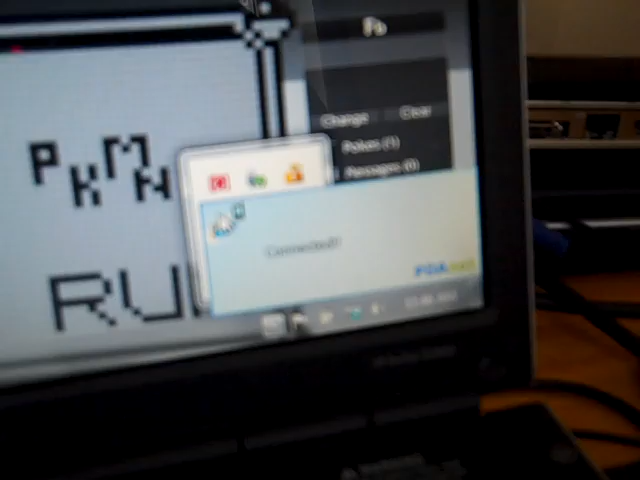 PKMN
RU
Change Clear
Pokes (1)
Messages (0)
Connected!!
PDAnet